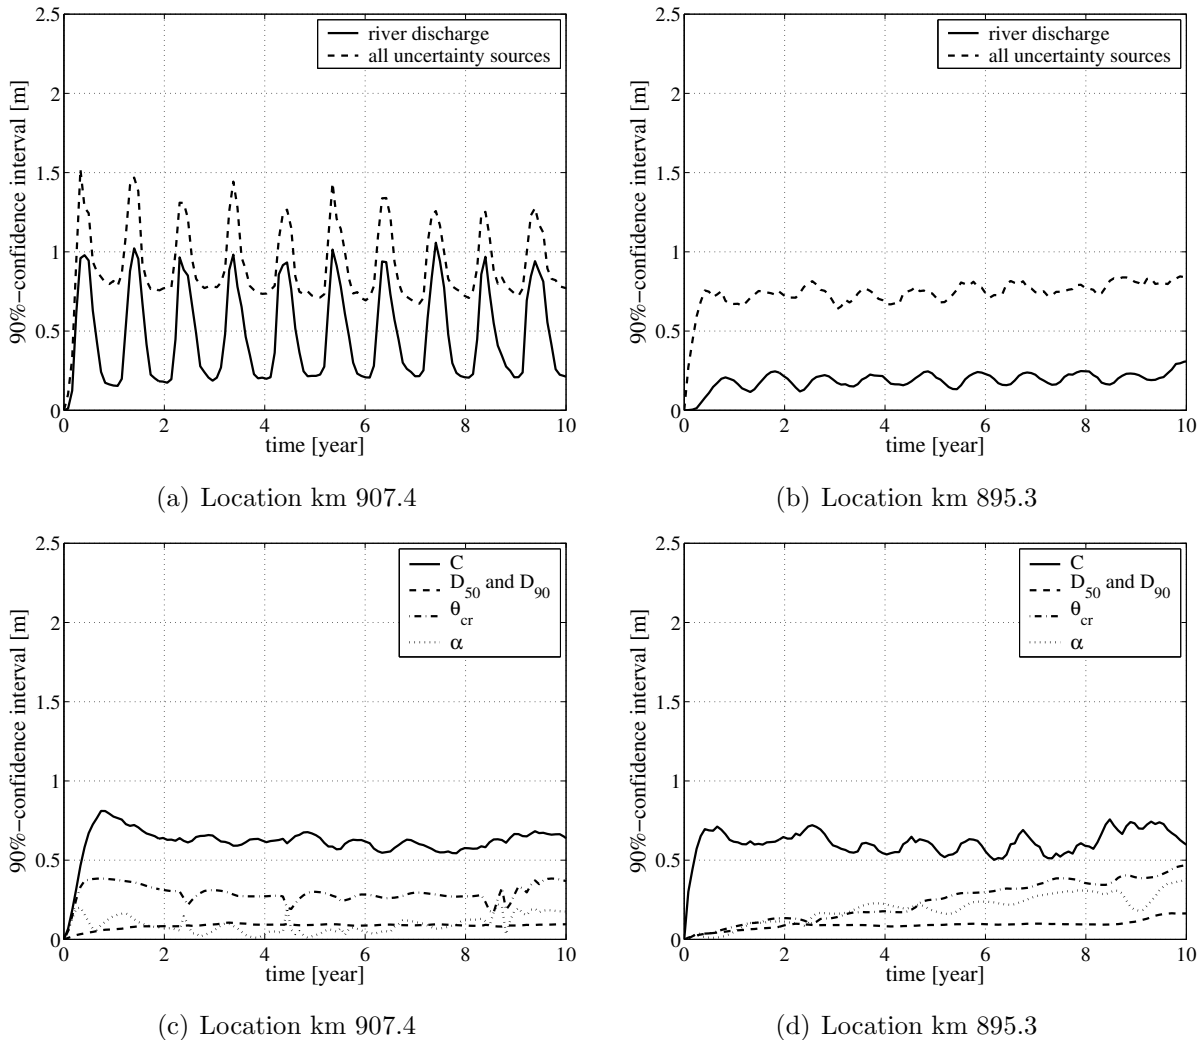 2.5
2
1.5
1
0.5
0
0 2 4 6 8 10
90%−confidence interval [m]
time [year]
river discharge
all uncertainty sources
(a) Location km 907.4
2.5
2
1.5
1
0.5
0
0 2 4 6 8 10
90%−confidence interval [m]
time [year]
river discharge
all uncertainty sources
(b) Location km 895.3
2.5
2
1.5
1
0.5
0
0 2 4 6 8 10
90%−confidence interval [m]
time [year]
C
D50 and D90
θcr
α
(c) Location km 907.4
2.5
2
1.5
1
0.5
0
0 2 4 6 8 10
90%−confidence interval [m]
time [year]
C
D50 and D90
θcr
α
(d) Location km 895.3